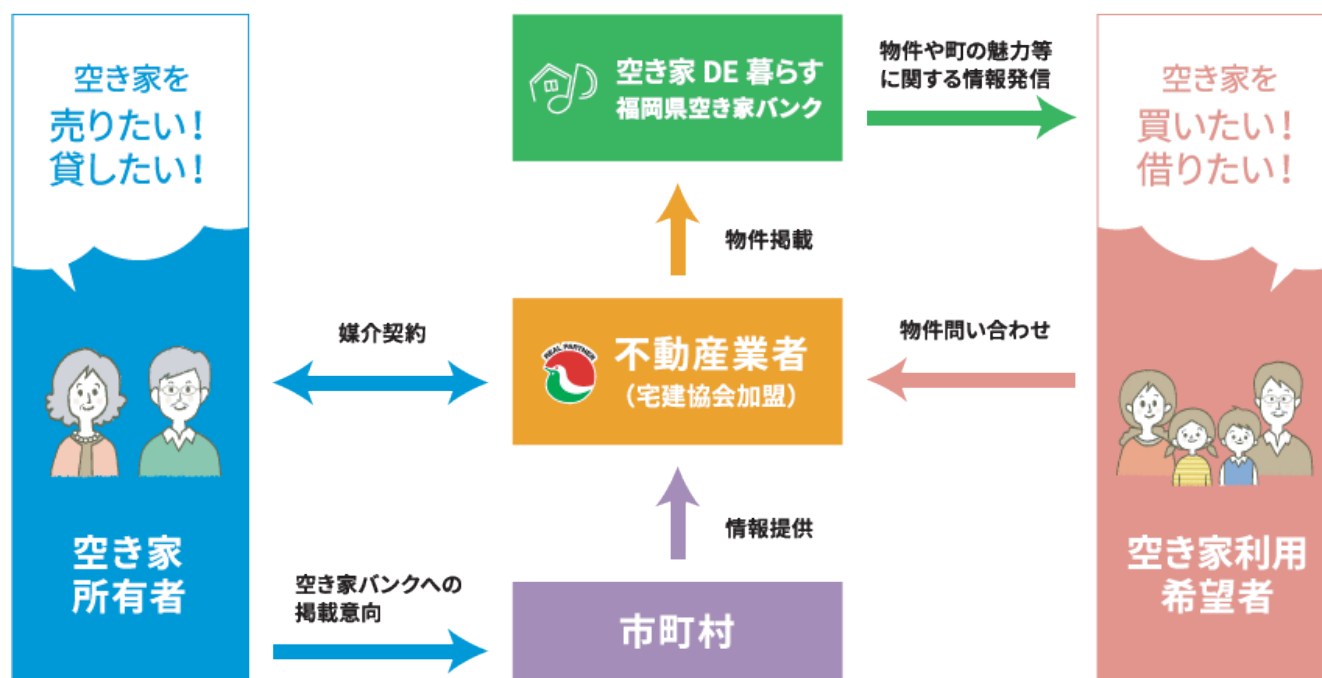 空き家を
売りたい！
貸したい！
空き家
所有者
媒介契約
空き家バンクへの
掲載意向
空き家 DE 暮らす
福岡県空き家バンク
物件掲載
REAL PARTNER
不動産業者
（宅建協会加盟）
情報提供
市町村
物件や町の魅力等
に関する情報発信
物件問い合わせ
空き家を
買いたい！
借りたい！
空き家利用
希望者